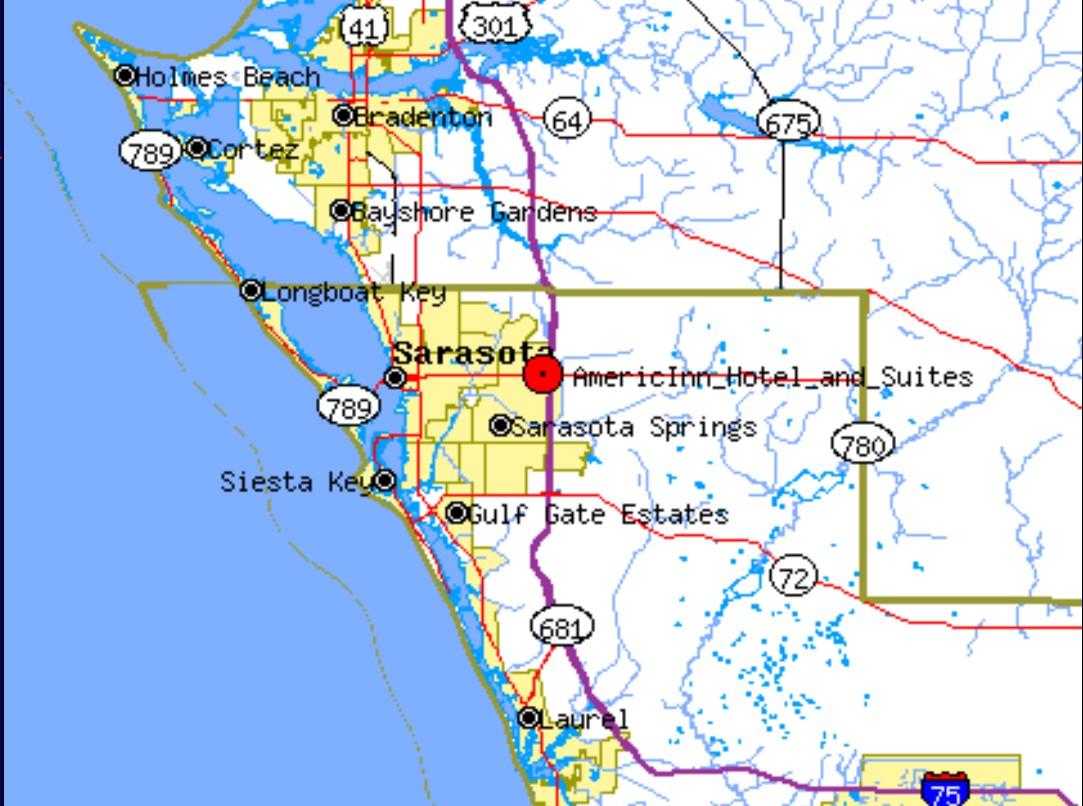 41
301
Holmes Beach
Bradenton
64
675
789
Cortez
Bayshore Gardens
Longboat Key
Sarasota
AmericInn_Hotel_and_Suites
789
Sarasota Springs
780
Siesta Key
Gulf Gate Estates
72
681
Laurel
75